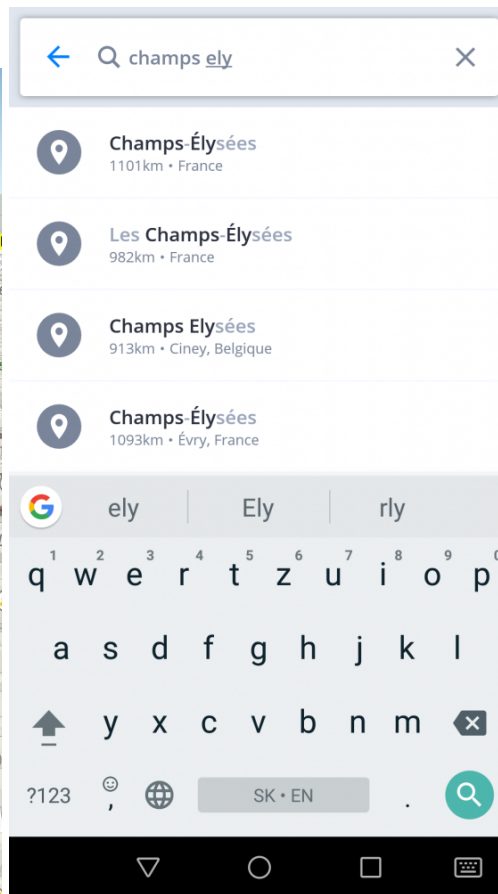 champs ely
Champs-Élysées
1101km • France
Les Champs-Élysées
982km • France
Champs Elysées
913km • Ciney, Belgique
Champs-Élysées
1093km • Évry, France
G ely Ely rly
1 2 3 4 5 6 7 8 9 0
q w e r t z u i o p
a s d f g h j k l
y x c v b n m
?123 , SK • EN .